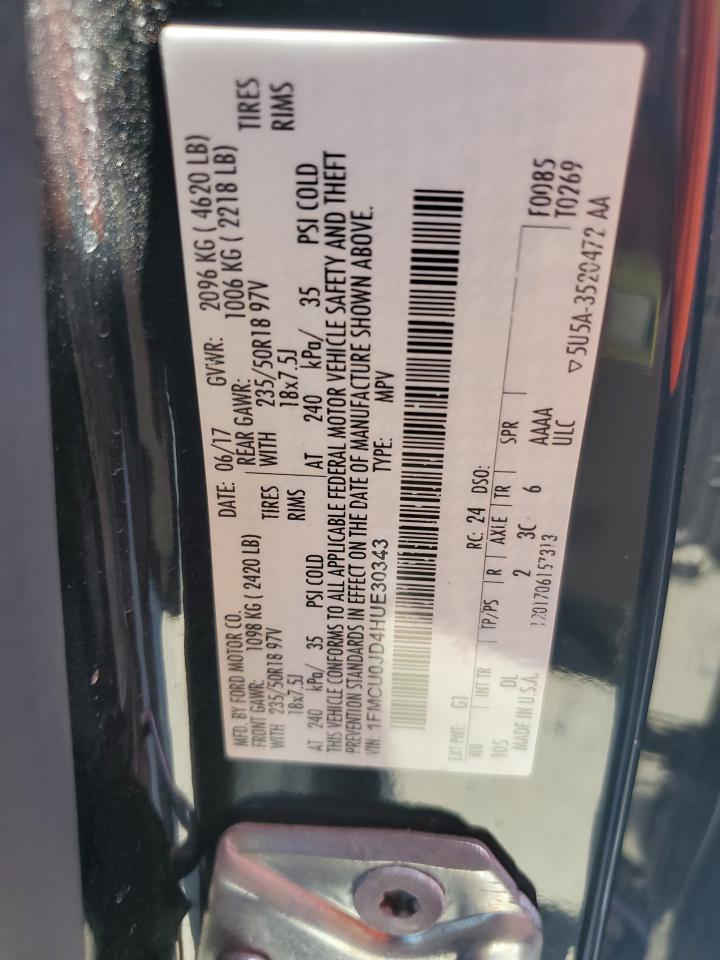 MFD. BY FORD MOTOR CO.
DATE: 06/17 GVWR: 2096 KG ( 4620 LB)
FRONT GAWR: 1098 KG ( 2420 LB)
REAR GAWR: 1006 KG ( 2218 LB)
WITH 235/50R18 97V TIRES
WITH 235/50R18 97V TIRES
18x7.5J RIMS
18x7.5J RIMS
AT 240 kPa/ 35 PSI COLD
AT 240 kPa/ 35 PSI COLD
THIS VEHICLE CONFORMS TO ALL APPLICABLE FEDERAL MOTOR VEHICLE SAFETY AND THEFT
PREVENTION STANDARDS IN EFFECT ON THE DATE OF MANUFACTURE SHOWN ABOVE.
VIN: 1FMCU0JD4HUE30343 TYPE: MPV
EXT PNT: G1 RC: 24 DSO:
WB INT TR TP/PS R AXLE TR SPR
105 DL 2 3C 6 AAAA
MADE IN U.S.A. 1201706157313 ULC
F0085
T0269
▽5U5A-3520472 AA